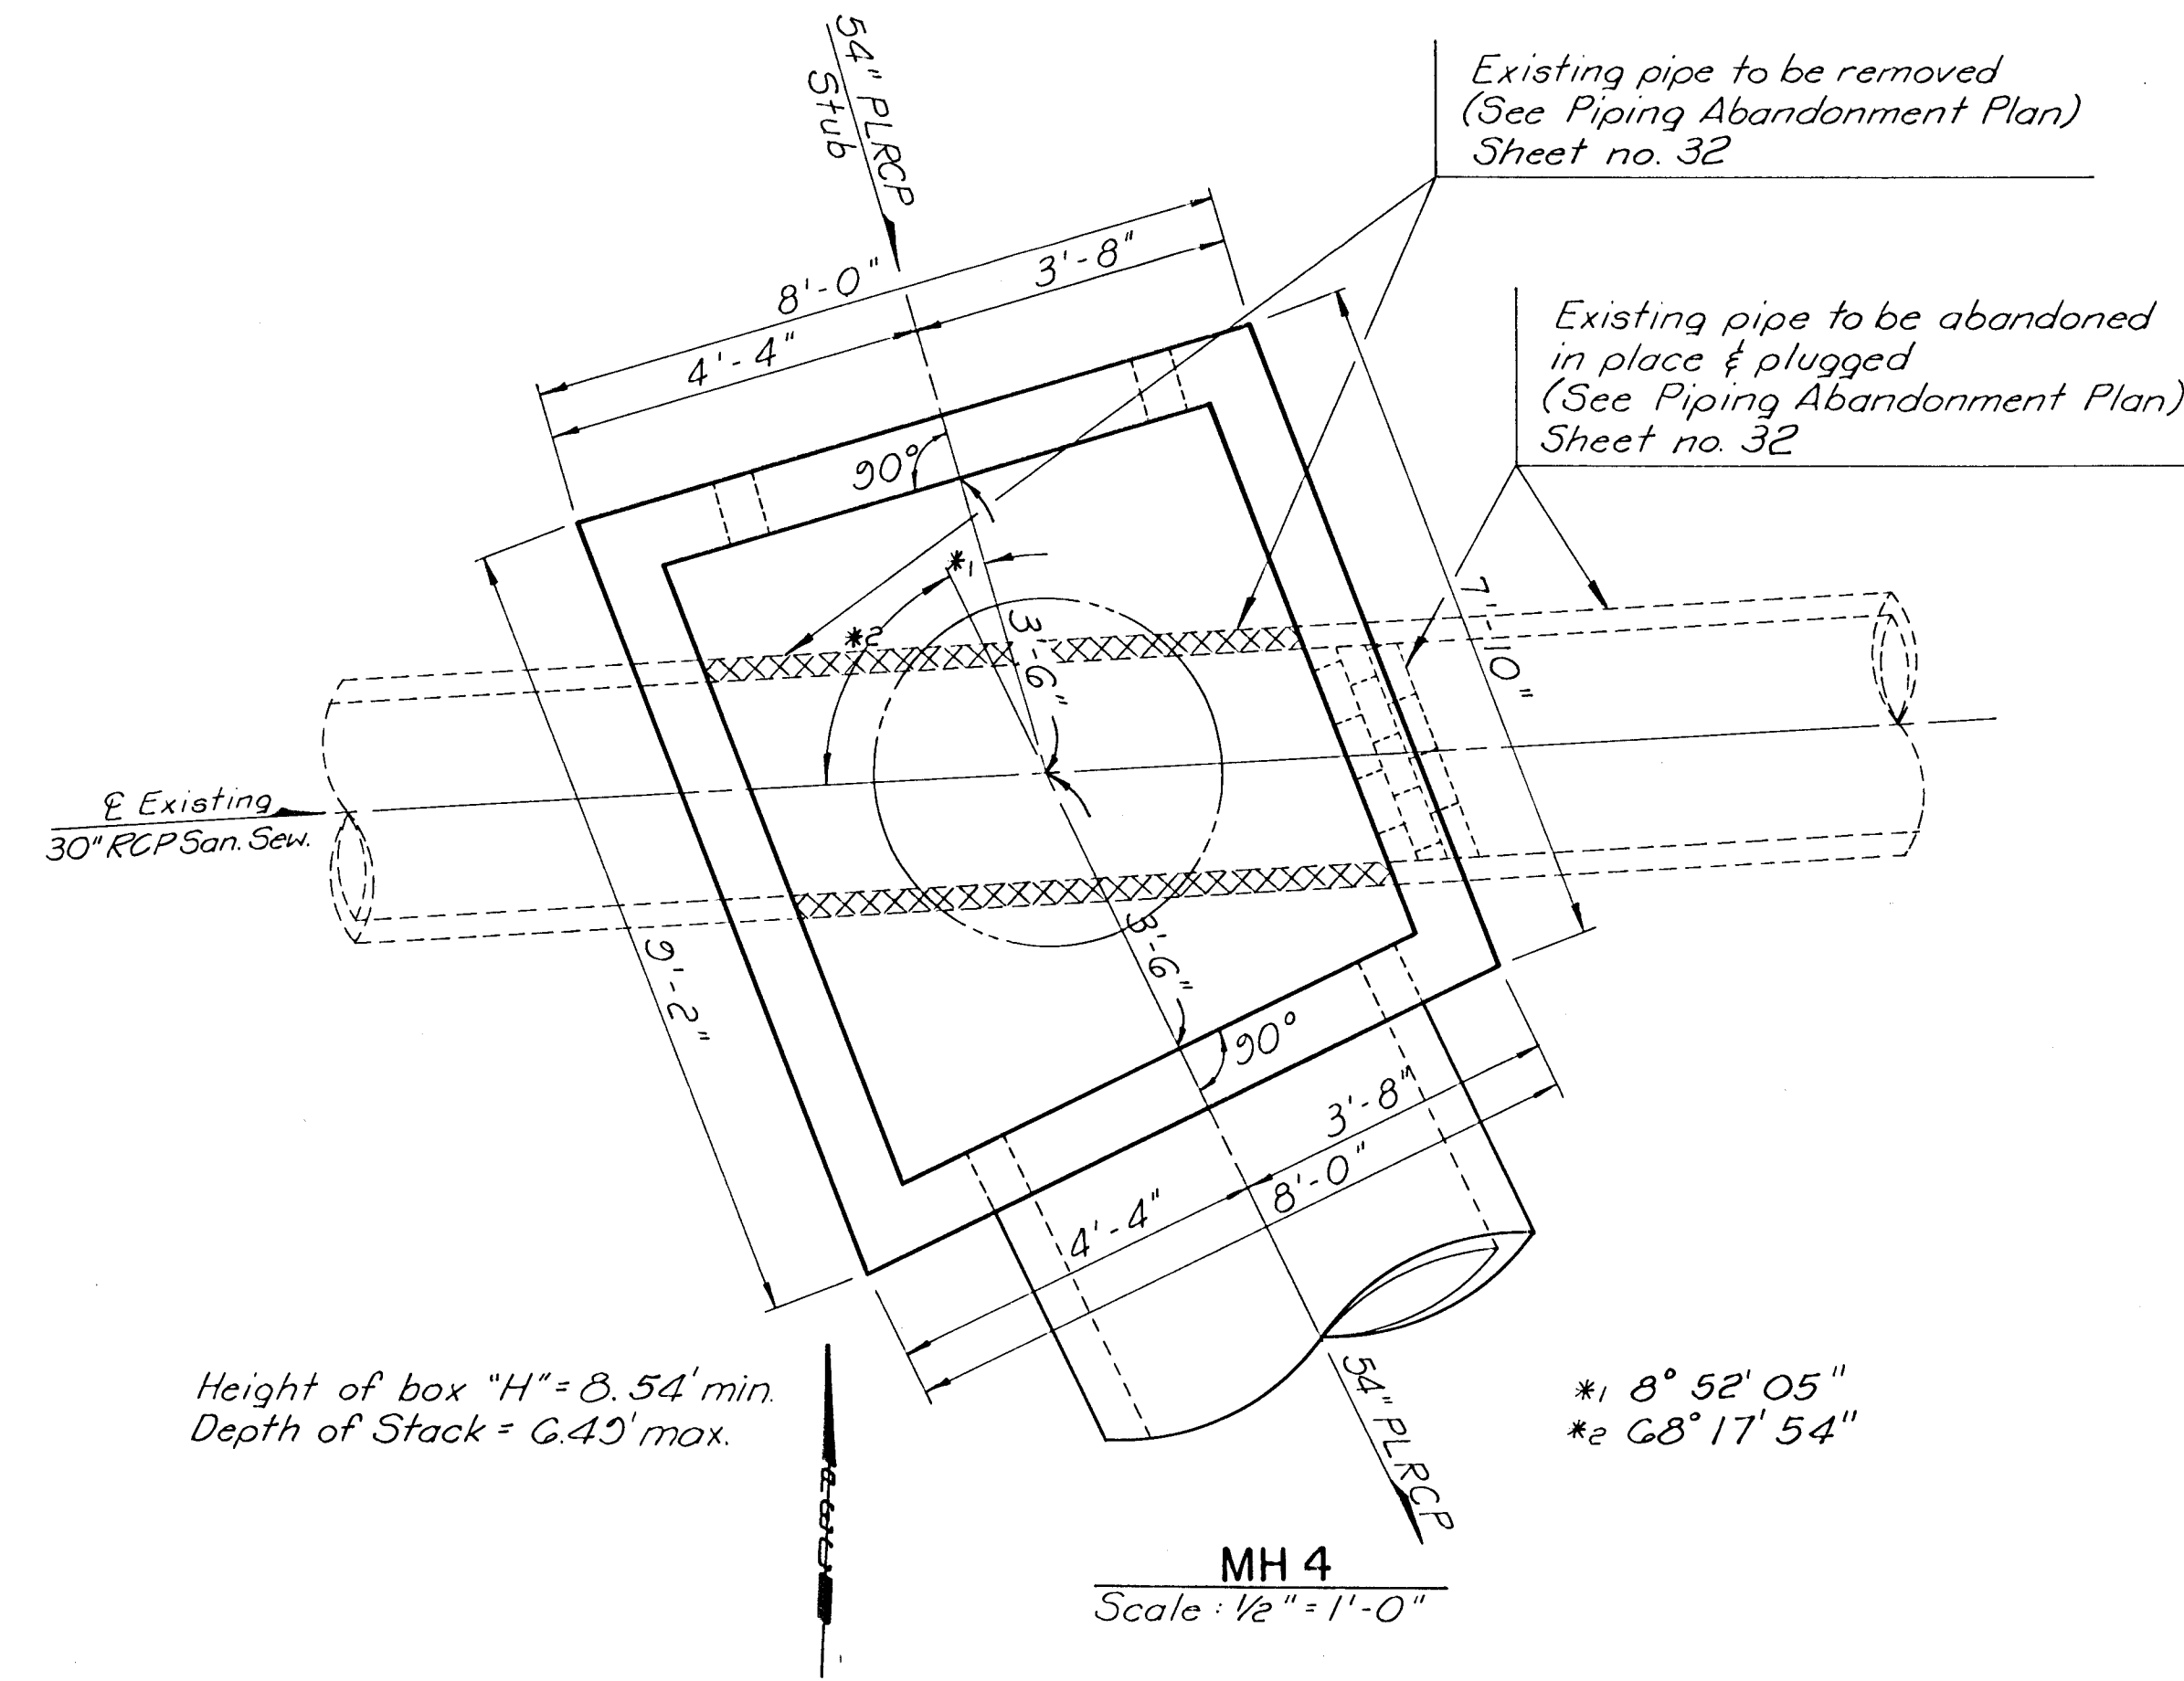 54" PLRCP
Stub
Existing pipe to be removed
(See Piping Abandonment Plan)
Sheet no. 32
8'-0"
3'-8"
4'-4"
Existing pipe to be abandoned
in place & plugged
(See Piping Abandonment Plan)
Sheet no. 32
90°
*1
*2
3'-6"
7'-10"
℄ Existing
30" RCP San. Sew.
3'-6"
9'-2"
90°
3'-8"
8'-0"
4'-4"
Height of box "H" = 8.54' min.
Depth of Stack = 6.49' max.
54" PLRCP
*1 8° 52' 05"
*2 68° 17' 54"
MH 4
Scale: 1/2" = 1'-0"